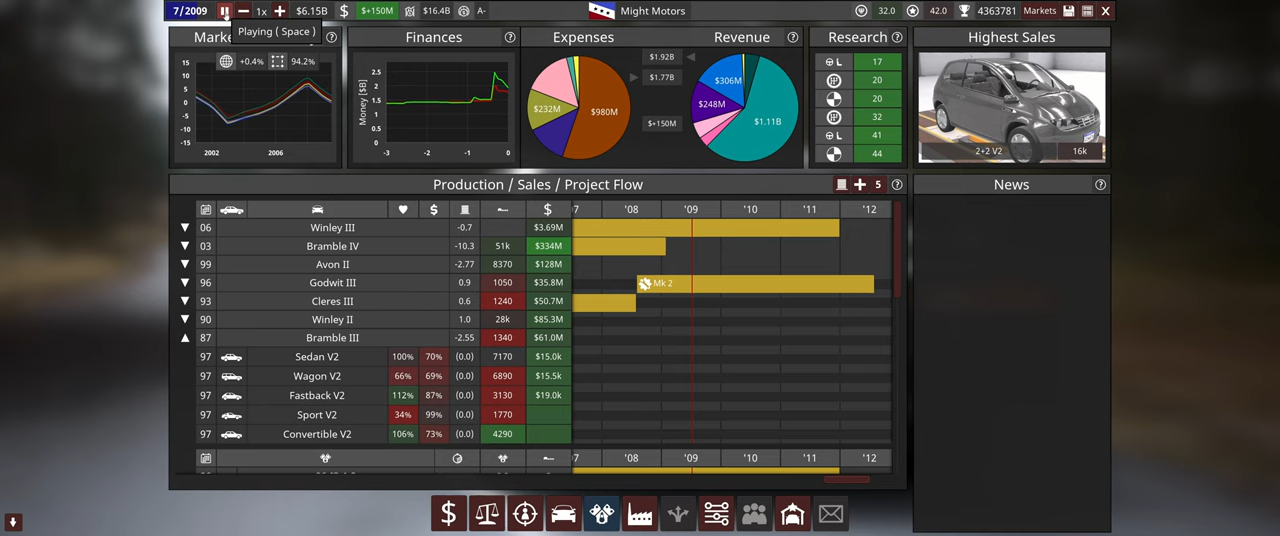 7/2009 1x $6.15B $ $+150M $16.4B A- Might Motors 32.0 42.0 4363781 Markets
Playing ( Space )
Finances Expenses Revenue Research Highest Sales
+0.4% 94.2%
15
10
5
0
-5
-10
-15
2002 2006
Money [$B]
2.5
2
1.5
1
0.5
0
-3 -2 -1 0
$980M
$232M
$1.92B
$1.77B
$+150M
$306M
$248M
$1.11B
L 17
20
20
32
L 41
44
2+2 V2 16k
Production / Sales / Project Flow 5
News
$ $ '08 '09 '10 '11 '12
06 Winley III -0.7 $3.69M
03 Bramble IV -10.3 51k $334M
99 Avon II -2.77 8370 $128M
96 Godwit III 0.9 1050 $35.8M Mk 2
93 Cleres III 0.6 1240 $50.7M
90 Winley II 1.0 28k $85.3M
87 Bramble III -2.55 1340 $61.0M
97 Sedan V2 100% 70% (0.0) 7170 $15.0k
97 Wagon V2 66% 69% (0.0) 6890 $15.5k
97 Fastback V2 112% 87% (0.0) 3130 $19.0k
97 Sport V2 34% 99% (0.0) 1770
97 Convertible V2 106% 73% (0.0) 4290
'08 '09 '10 '11 '12
$